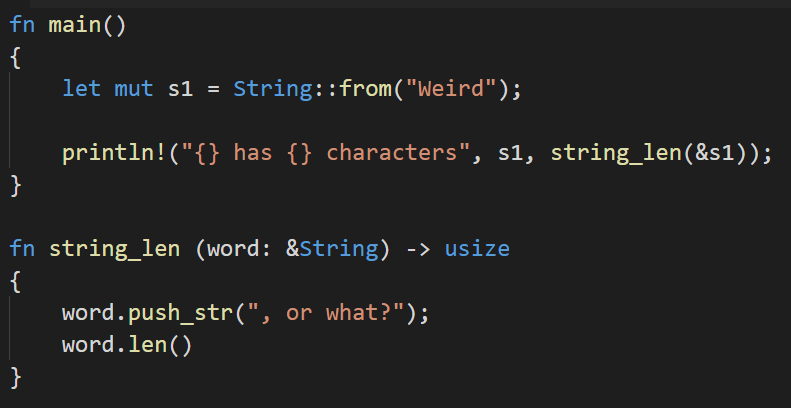 fn main()
{
    let mut s1 = String::from("Weird");
    println!("{} has {} characters", s1, string_len(&s1));
}
fn string_len (word: &String) -> usize
{
    word.push_str(", or what?");
    word.len()
}